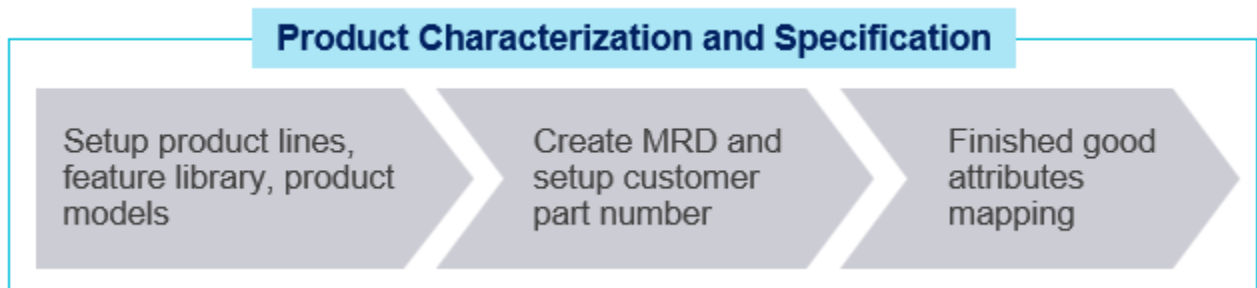 Product Characterization and Specification
Setup product lines,
feature library, product
models
Create MRD and
setup customer
part number
Finished good
attributes
mapping